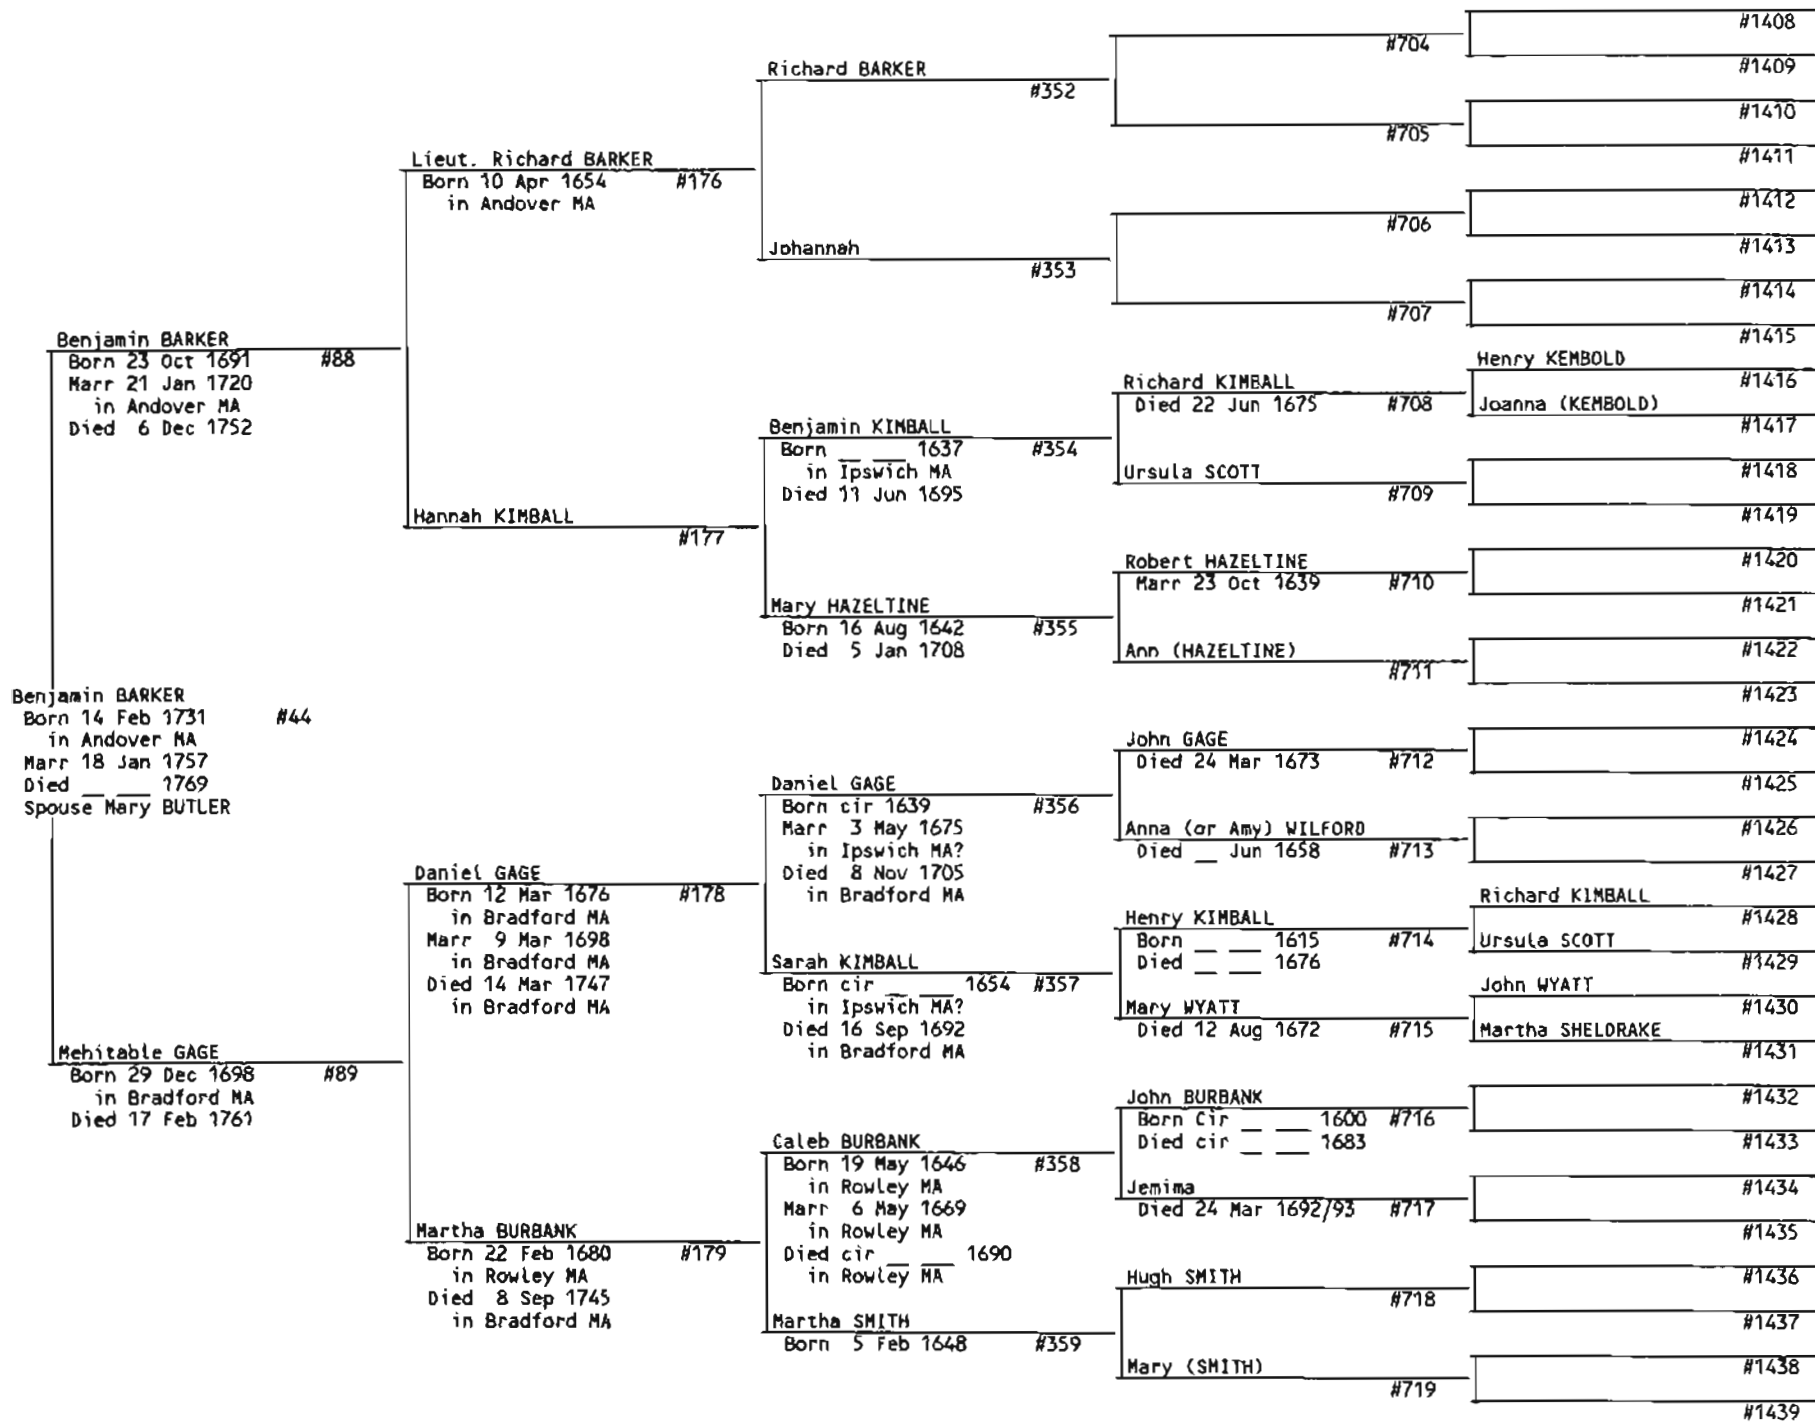 Benjamin BARKER
Born 14 Feb 1731 #44
in Andover MA
Marr 18 Jan 1757
Died __ ___ 1769
Spouse Mary BUTLER
Benjamin BARKER
Born 23 Oct 1691 #88
Marr 21 Jan 1720
in Andover MA
Died 6 Dec 1752
Mehitable GAGE
Born 29 Dec 1698 #89
in Bradford MA
Died 17 Feb 1761
Lieut. Richard BARKER
Born 10 Apr 1654 #176
in Andover MA
Hannah KIMBALL
#177
Daniel GAGE
Born 12 Mar 1676 #178
in Bradford MA
Marr 9 Mar 1698
in Bradford MA
Died 14 Mar 1747
in Bradford MA
Martha BURBANK
Born 22 Feb 1680 #179
in Rowley MA
Died 8 Sep 1745
in Bradford MA
Richard BARKER
#352
Johannah
#353
Benjamin KIMBALL
Born __ ___ 1637 #354
in Ipswich MA
Died 11 Jun 1695
Mary HAZELTINE
Born 16 Aug 1642 #355
Died 5 Jan 1708
Daniel GAGE
Born cir 1639 #356
Marr 3 May 1675
in Ipswich MA?
Died 8 Nov 1705
in Bradford MA
Sarah KIMBALL
Born cir __ ___ 1654 #357
in Ipswich MA?
Died 16 Sep 1692
in Bradford MA
Caleb BURBANK
Born 19 May 1646 #358
in Rowley MA
Marr 6 May 1669
in Rowley MA
Died cir __ ___ 1690
in Rowley MA
Martha SMITH
Born 5 Feb 1648 #359
#704
#705
#706
#707
Richard KIMBALL
Died 22 Jun 1675 #708
Ursula SCOTT
#709
Robert HAZELTINE
Marr 23 Oct 1639 #710
Ann (HAZELTINE)
#711
John GAGE
Died 24 Mar 1673 #712
Anna (or Amy) WILFORD
Died __ Jun 1658 #713
Henry KIMBALL
Born __ ___ 1615 #714
Died __ ___ 1676
Mary WYATT
Died 12 Aug 1672 #715
John BURBANK
Born Cir __ ___ 1600 #716
Died cir __ ___ 1683
Jemima
Died 24 Mar 1692/93 #717
Hugh SMITH
#718
Mary (SMITH)
#719
#1408
#1409
#1410
#1411
#1412
#1413
#1414
#1415
Henry KEMBOLD
#1416
Joanna (KEMBOLD)
#1417
#1418
#1419
#1420
#1421
#1422
#1423
#1424
#1425
#1426
#1427
Richard KIMBALL
#1428
Ursula SCOTT
#1429
John WYATT
#1430
Martha SHELDRAKE
#1431
#1432
#1433
#1434
#1435
#1436
#1437
#1438
#1439